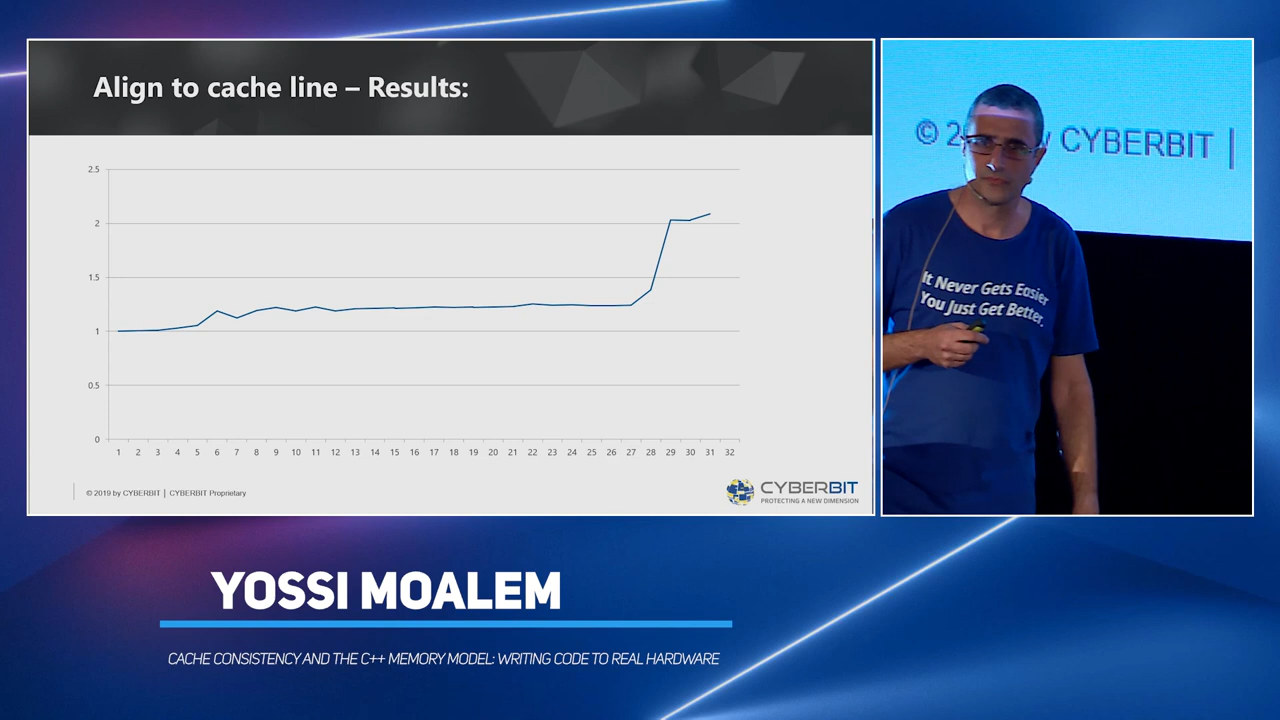 Align to cache line – Results:
2.5
2
1.5
1
0.5
0
1 2 3 4 5 6 7 8 9 10 11 12 13 14 15 16 17 18 19 20 21 22 23 24 25 26 27 28 29 30 31 32
© 2019 by CYBERBIT | CYBERBIT Proprietary
CYBERBIT
PROTECTING A NEW DIMENSION
CYBERBIT |
It Never Gets Easier
You Just Get Better.
YOSSI MOALEM
CACHE CONSISTENCY AND THE C++ MEMORY MODEL: WRITING CODE TO REAL HARDWARE